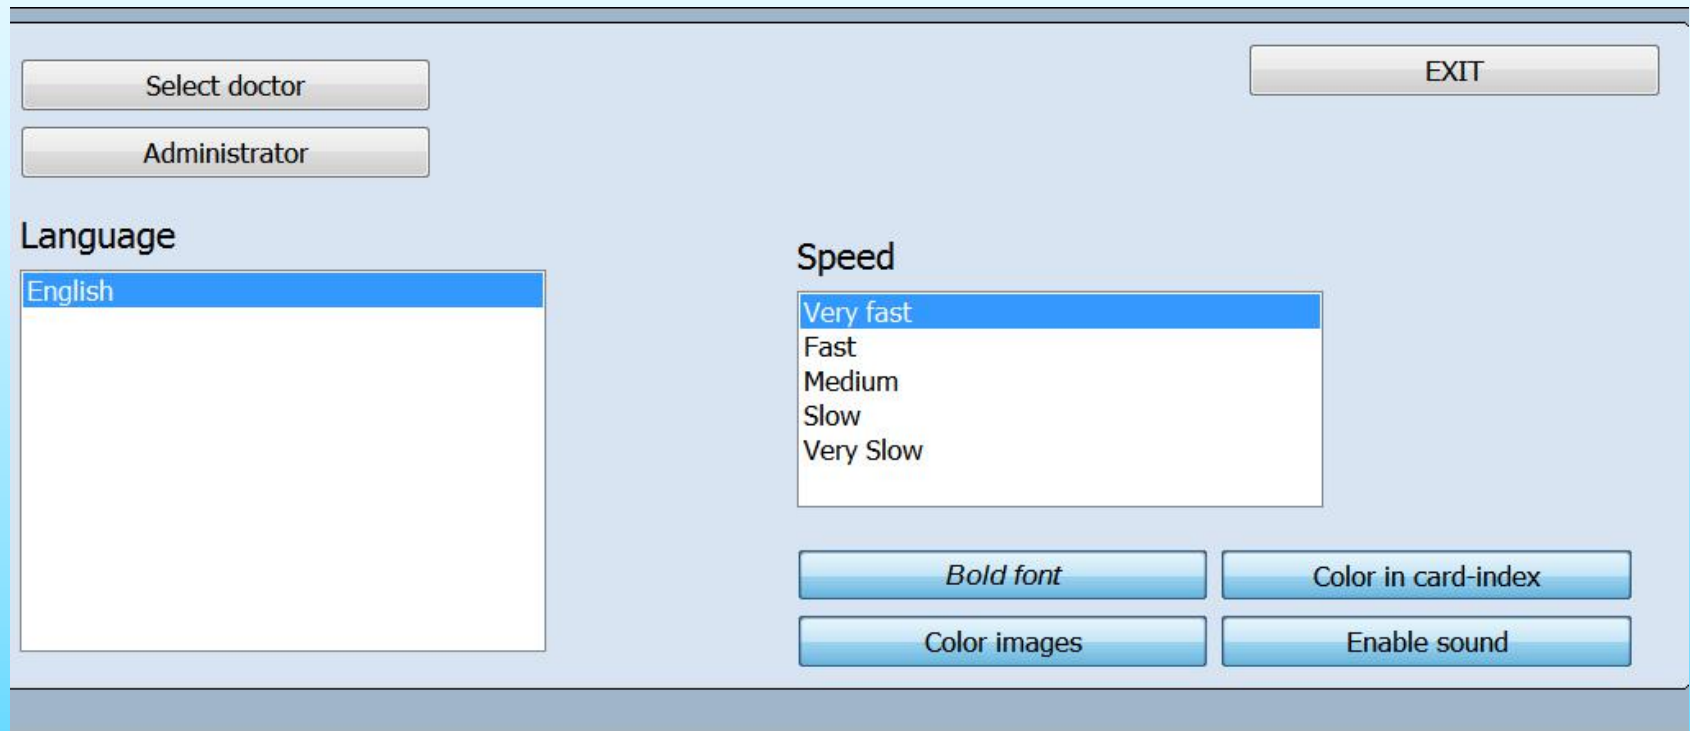 Select doctor
EXIT
Administrator
Language
English
Speed
Very fast
Fast
Medium
Slow
Very Slow
Bold font
Color in card-index
Color images
Enable sound